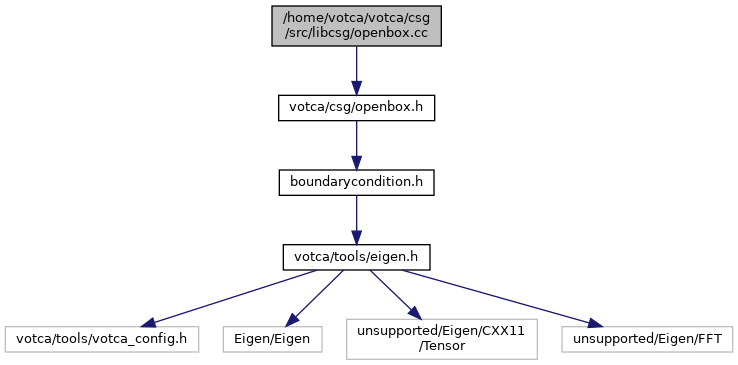 /home/votca/votca/csg
/src/libcsg/openbox.cc
votca/csg/openbox.h
boundarycondition.h
votca/tools/eigen.h
votca/tools/votca_config.h
Eigen/Eigen
unsupported/Eigen/CXX11
/Tensor
unsupported/Eigen/FFT